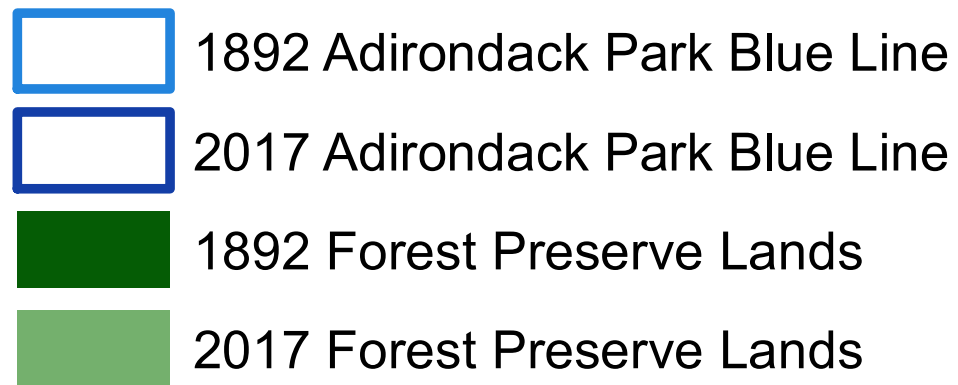 1892 Adirondack Park Blue Line
2017 Adirondack Park Blue Line
1892 Forest Preserve Lands
2017 Forest Preserve Lands